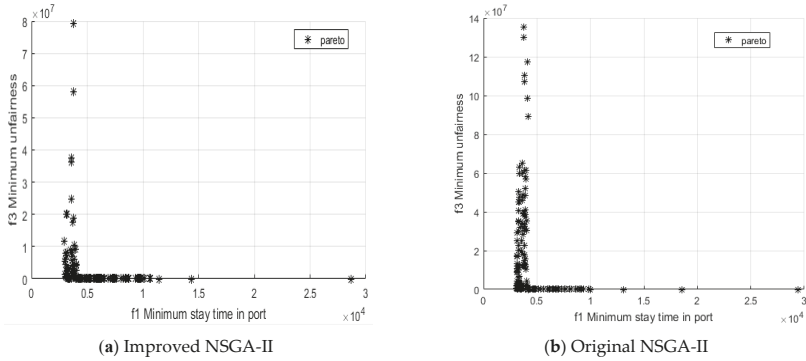 ×10^7
8
7
6
5
4
3
2
1
0
f3 Minimum unfairness
pareto
0 0.5 1 1.5 2 2.5 3
f1 Minimum stay time in port ×10^4
(a) Improved NSGA-II
×10^7
14
12
10
8
6
4
2
0
f3 Minimum unfairness
pareto
0 0.5 1 1.5 2 2.5 3
f1 Minimum stay time in port ×10^4
(b) Original NSGA-II